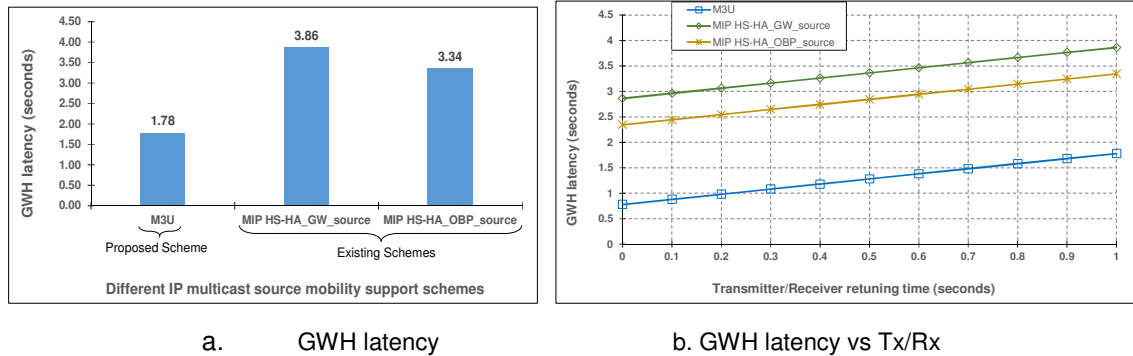 4.50
4.00
3.50
3.00
2.50
2.00
1.50
1.00
0.50
0.00
GWH latency (seconds)
1.78
3.86
3.34
M3U
MIP HS-HA_GW_source
MIP HS-HA_OBP_source
Proposed Scheme
Existing Schemes
Different IP multicast source mobility support schemes
a. GWH latency
M3U
MIP HS-HA_GW_source
MIP HS-HA_OBP_source
4.5
4
3.5
3
2.5
2
1.5
1
0.5
0
GWH latency (seconds)
0 0.1 0.2 0.3 0.4 0.5 0.6 0.7 0.8 0.9 1
Transmitter/Receiver retuning time (seconds)
b. GWH latency vs Tx/Rx